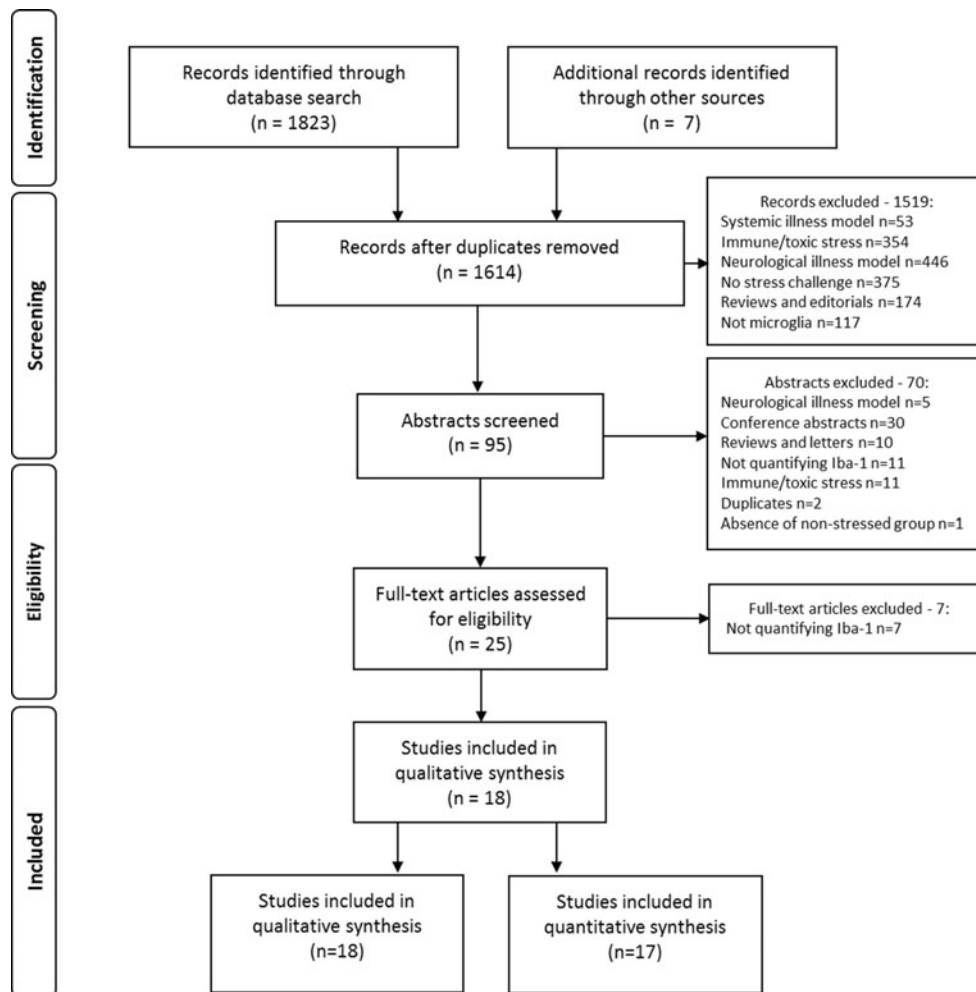 Identification
Records identified through
database search
(n = 1823)
Additional records identified
through other sources
(n = 7)
Screening
Records after duplicates removed
(n = 1614)
Records excluded - 1519:
Systemic illness model n=53
Immune/toxic stress n=354
Neurological illness model n=446
No stress challenge n=375
Reviews and editorials n=174
Not microglia n=117
Abstracts screened
(n = 95)
Abstracts excluded - 70:
Neurological illness model n=5
Conference abstracts n=30
Reviews and letters n=10
Not quantifying Iba-1 n=11
Immune/toxic stress n=11
Duplicates n=2
Absence of non-stressed group n=1
Eligibility
Full-text articles assessed
for eligibility
(n = 25)
Full-text articles excluded - 7:
Not quantifying Iba-1 n=7
Included
Studies included in
qualitative synthesis
(n = 18)
Studies included in
qualitative synthesis
(n=18)
Studies included in
quantitative synthesis
(n=17)